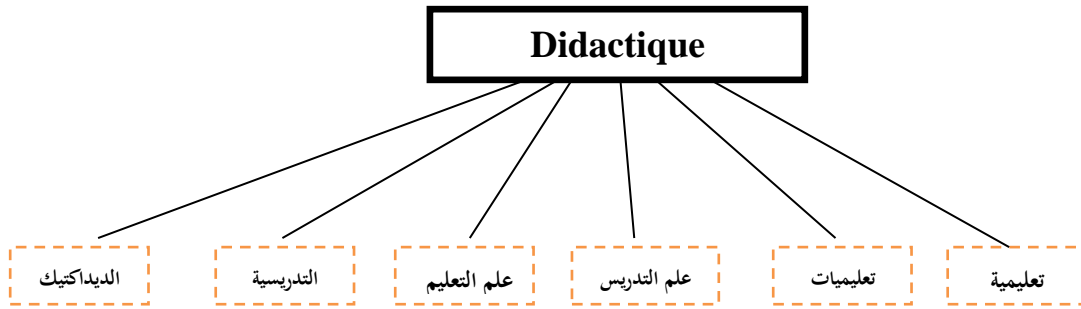 Didactique
تعليمية
تعليميات
علم التدريس
علم التعليم
التدريسية
الديداكتيك